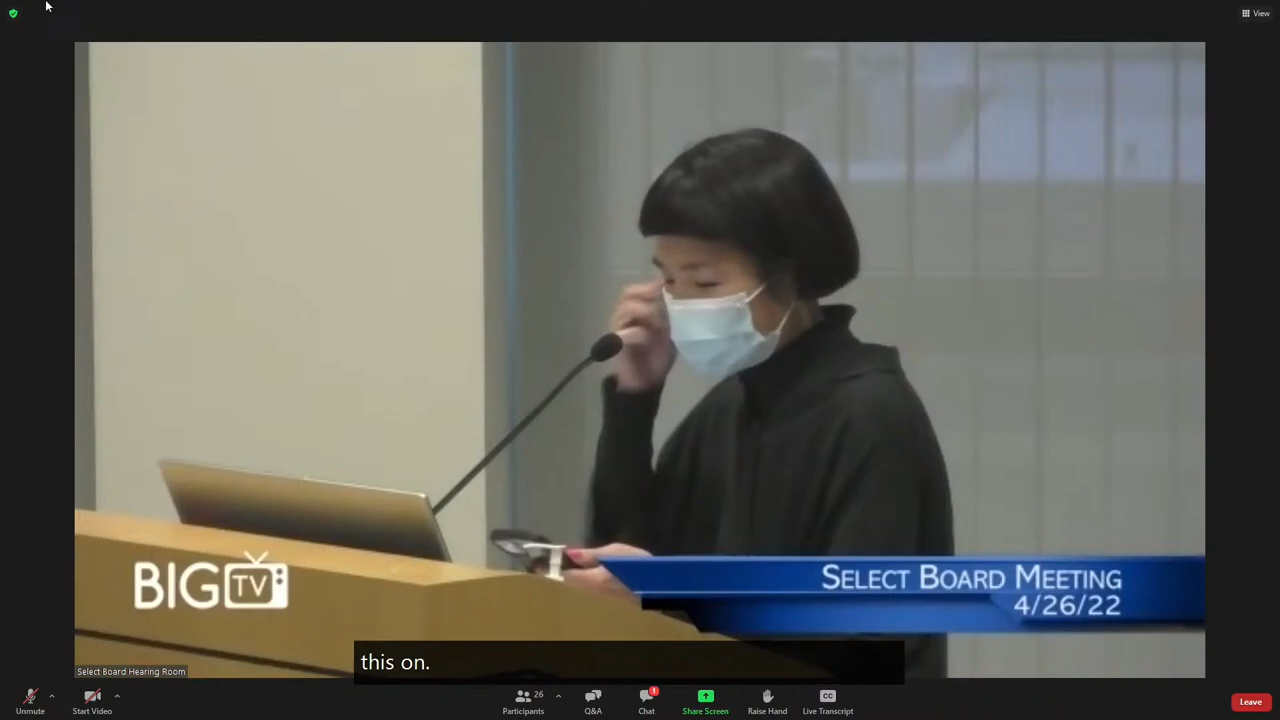 View
BIG TV
SELECT BOARD MEETING
4/26/22
this on.
Select Board Hearing Room
Unmute
Start Video
26
Participants
Q&A
1
Chat
Share Screen
Raise Hand
CC
Live Transcript
Leave